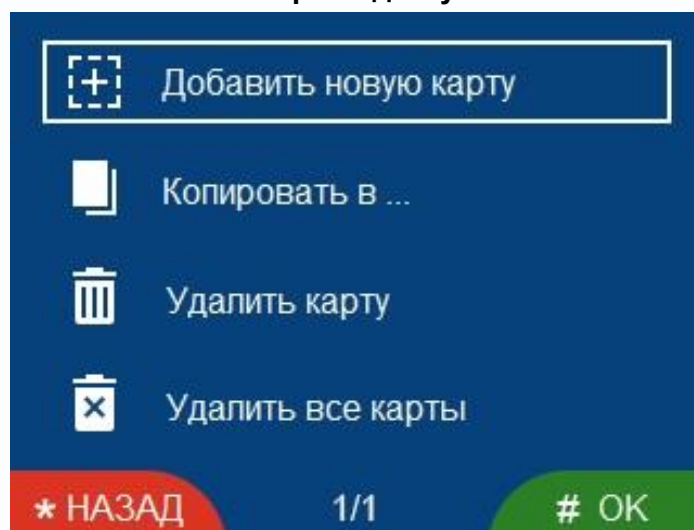 Добавить новую карту
Копировать в ...
Удалить карту
Удалить все карты
* НАЗАД 1/1 # OK